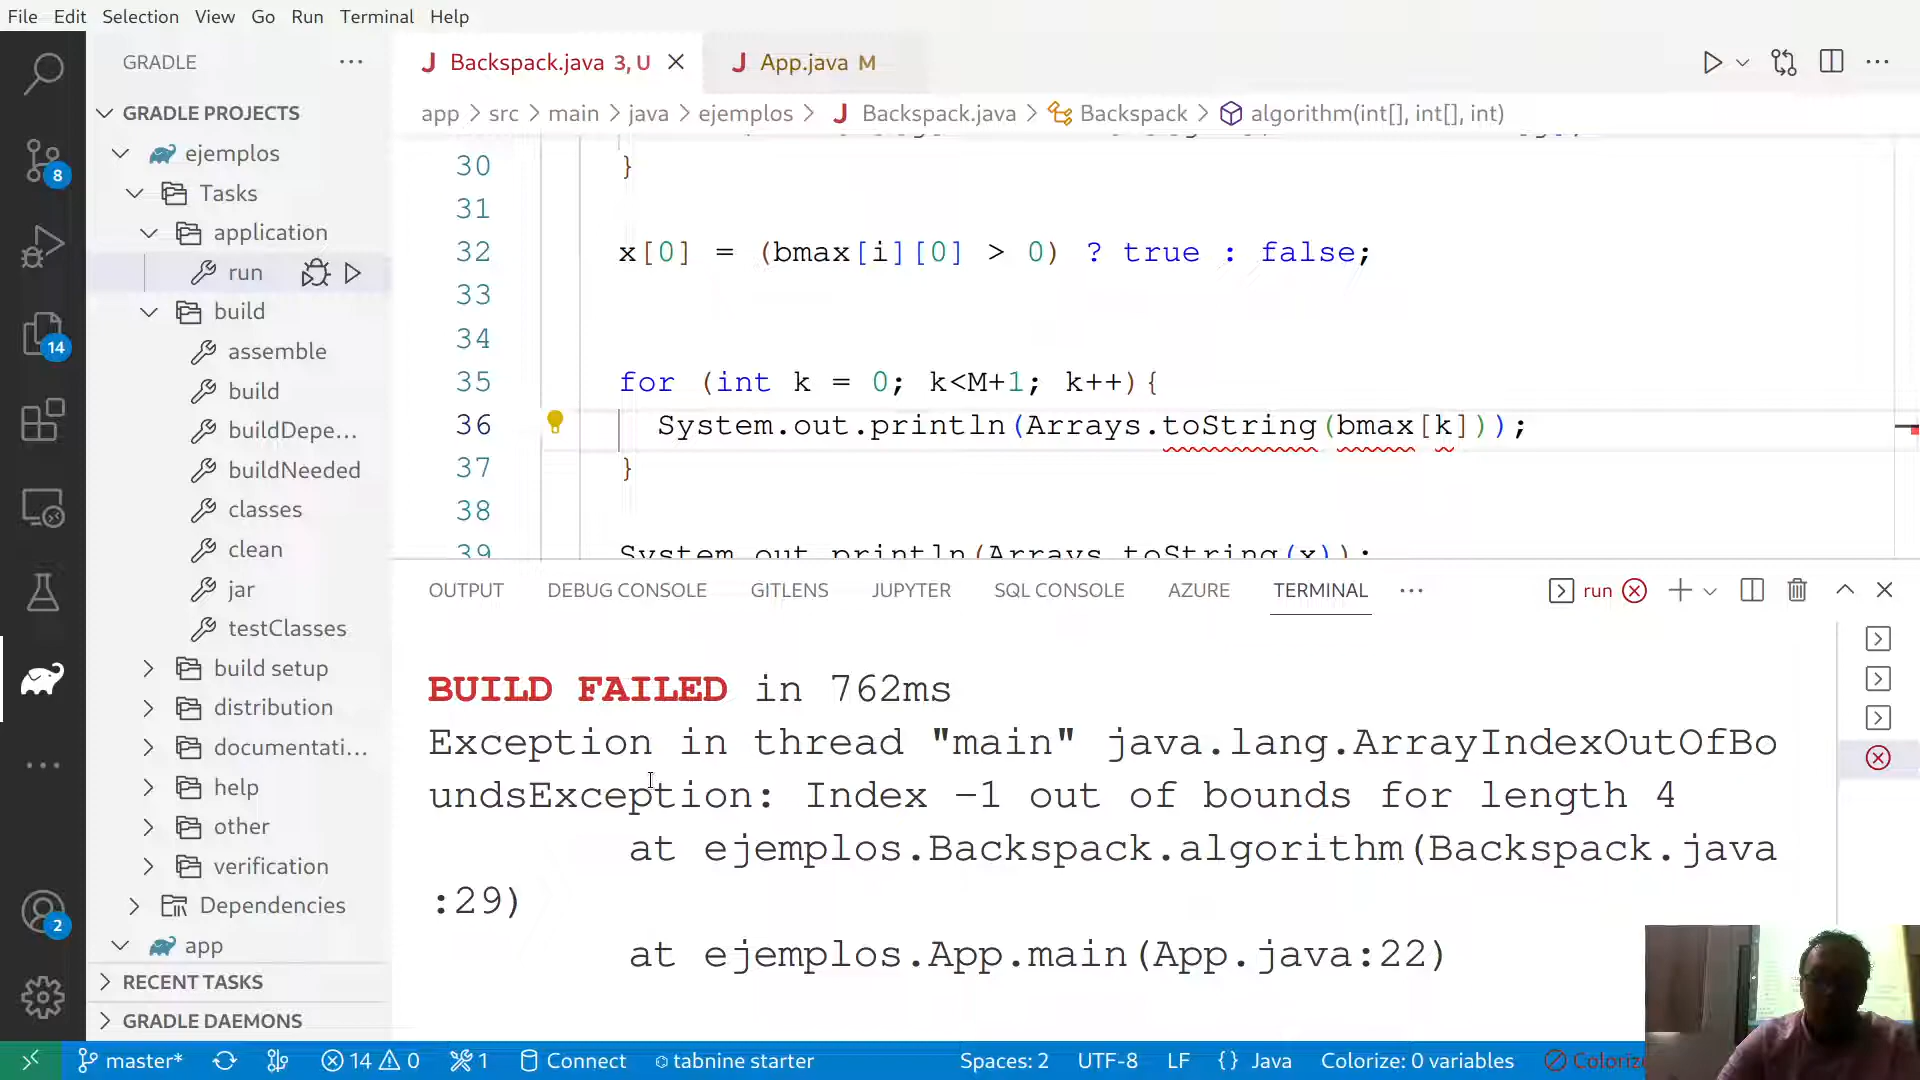 File Edit Selection View Go Run Terminal Help
GRADLE
Backspack.java 3, U
App.java M
GRADLE PROJECTS
app > src > main > java > ejemplos > Backspack.java > Backspack > algorithm(int[], int[], int)
ejemplos
Tasks
application
run
build
assemble
build
buildDepe...
buildNeeded
classes
clean
jar
testClasses
build setup
distribution
documentati...
help
other
verification
Dependencies
app
RECENT TASKS
GRADLE DAEMONS
8
14
2
30 }
31
32 x[0] = (bmax[i][0] > 0) ? true : false;
33
34
35 for (int k = 0; k<M+1; k++){
36 System.out.println(Arrays.toString(bmax[k]));
37 }
38
39 System.out.println(Arrays.toString(x));
OUTPUT DEBUG CONSOLE GITLENS JUPYTER SQL CONSOLE AZURE TERMINAL ... run
BUILD FAILED in 762ms
Exception in thread "main" java.lang.ArrayIndexOutOfBo
undsException: Index -1 out of bounds for length 4
at ejemplos.Backspack.algorithm(Backspack.java
:29)
at ejemplos.App.main(App.java:22)
master* 14 0 1 Connect tabnine starter Spaces: 2 UTF-8 LF {} Java Colorize: 0 variables